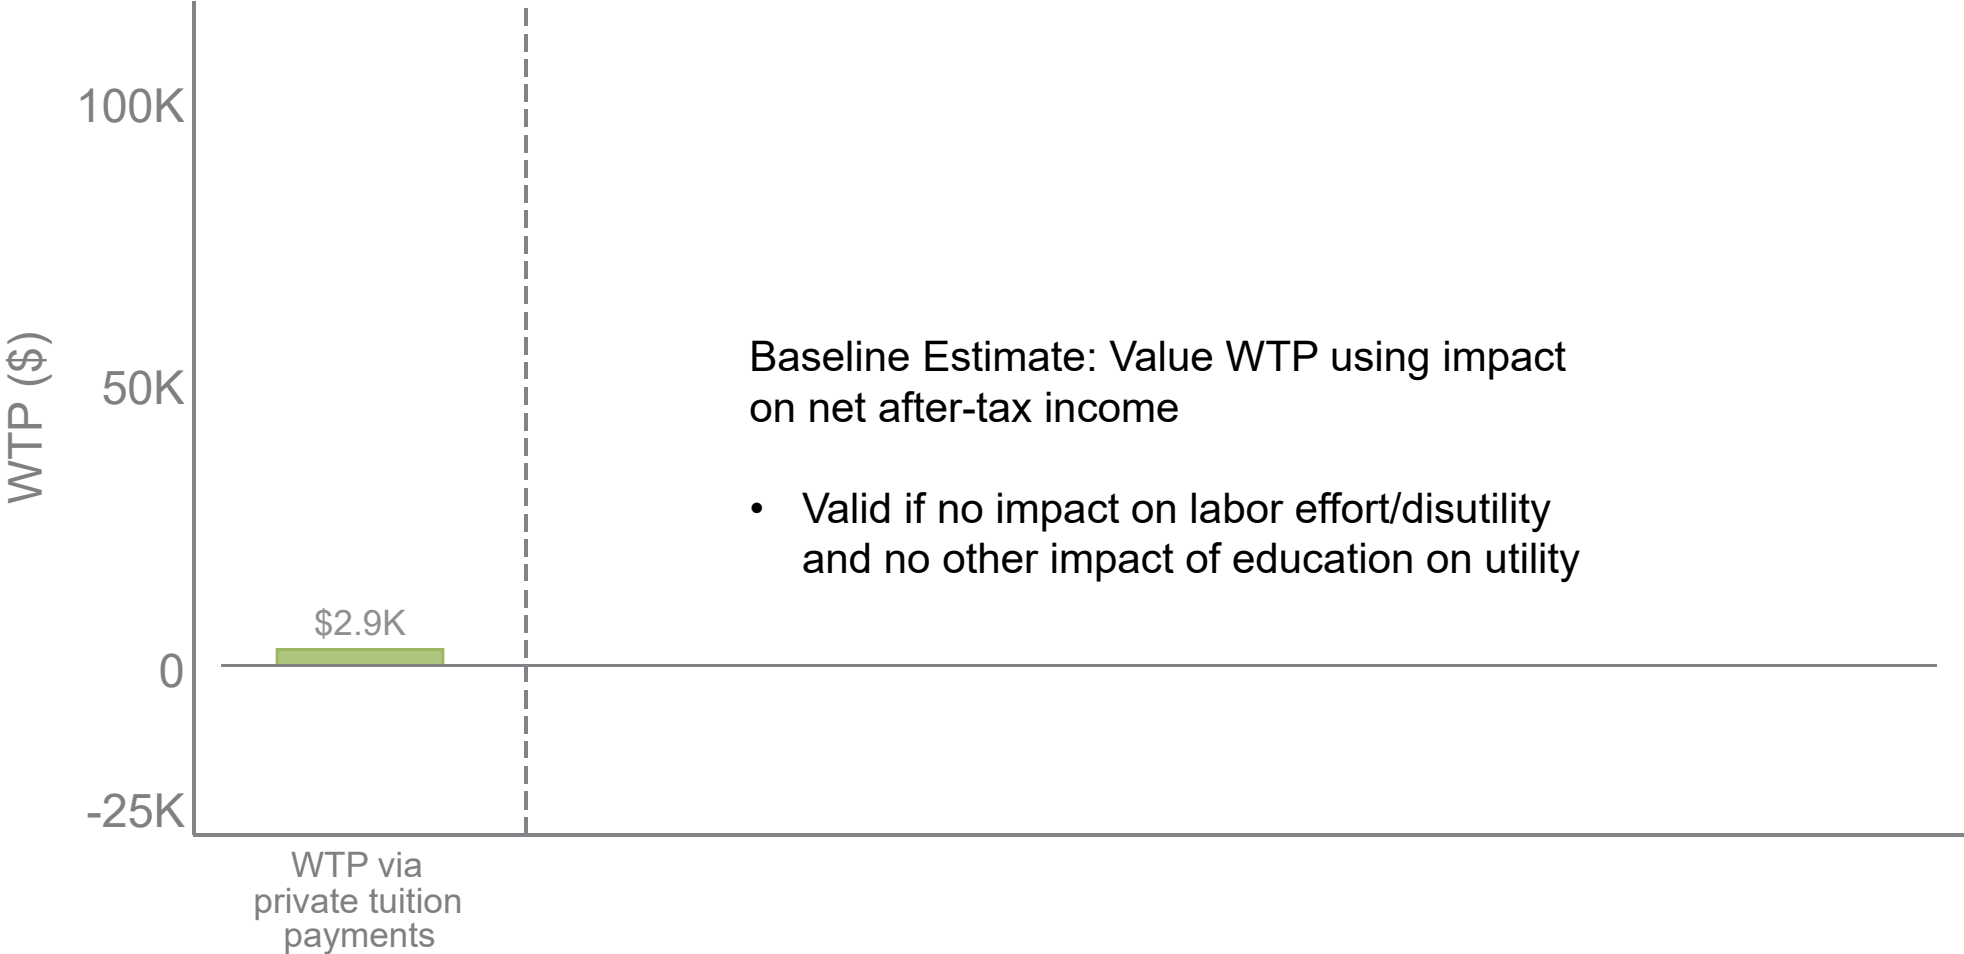 100K
50K
0
-25K
WTP ($)
$2.9K
WTP via
private tuition
payments
Baseline Estimate: Value WTP using impact
on net after-tax income
• Valid if no impact on labor effort/disutility
and no other impact of education on utility